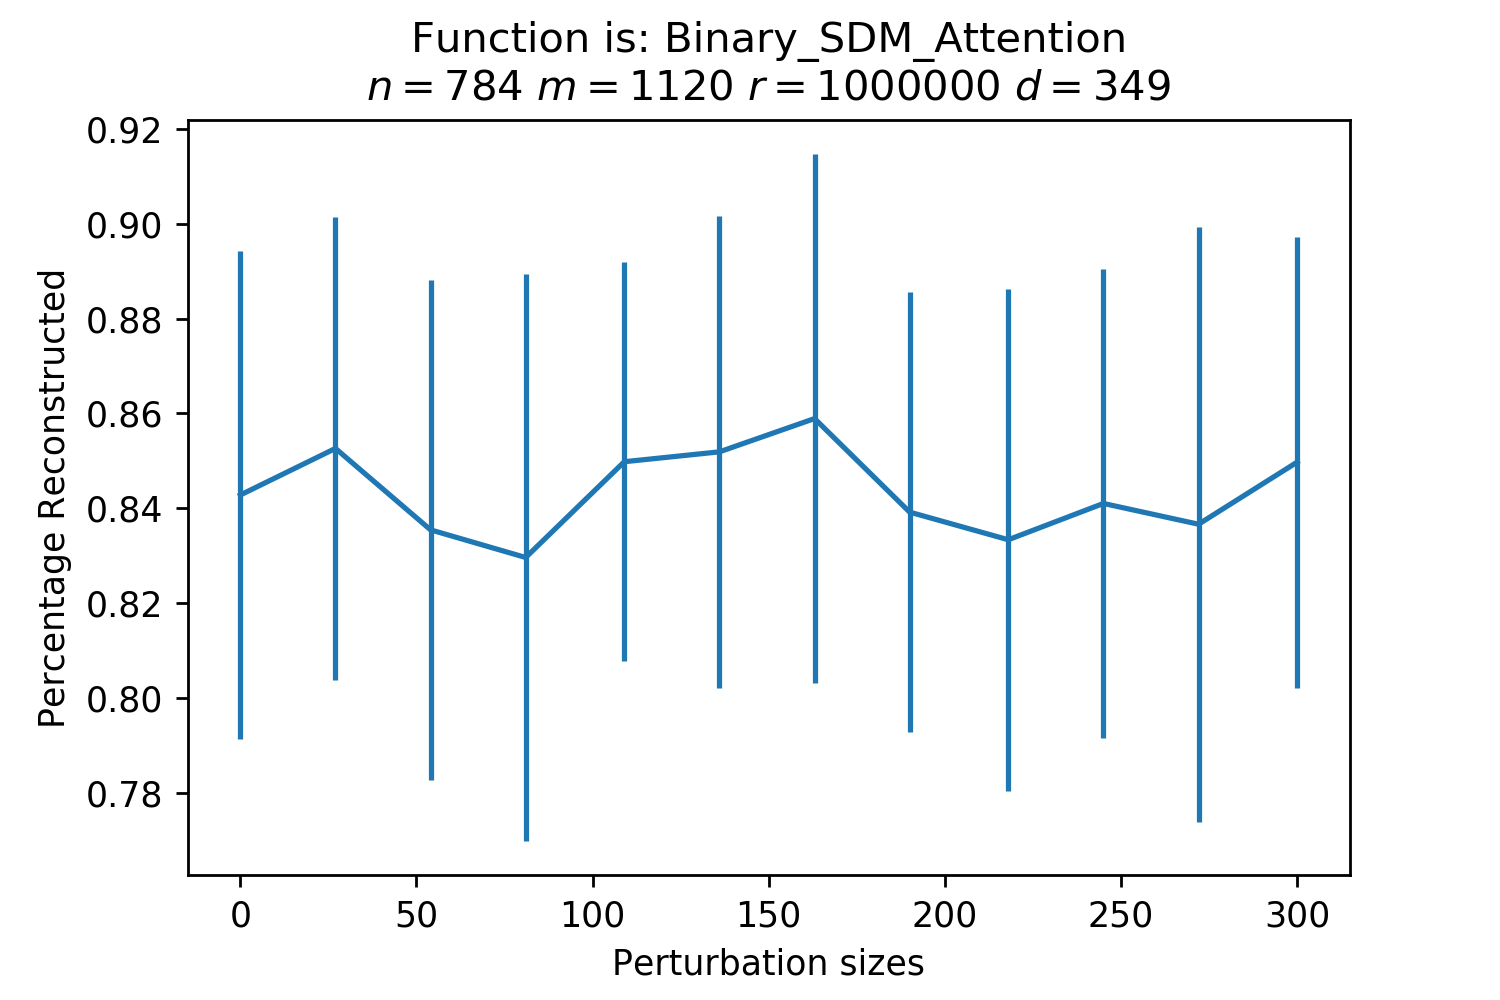 Function is: Binary_SDM_Attention
n = 784 m = 1120 r = 1000000 d = 349
0.92
0.90
0.88
0.86
0.84
0.82
0.80
0.78
Percentage Reconstructed
0 50 100 150 200 250 300
Perturbation sizes